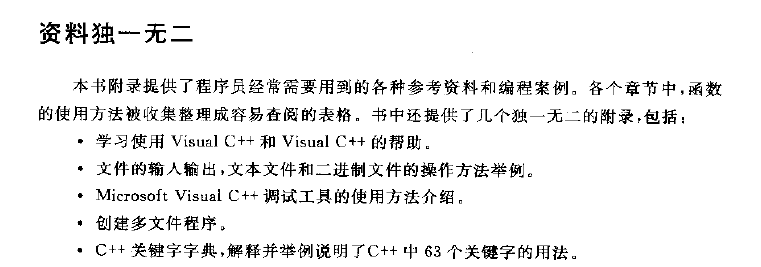 资料独一无二
本书附录提供了程序员经常需要用到的各种参考资料和编程案例。各个章节中,函数
的使用方法被收集整理成容易查阅的表格。书中还提供了几个独一无二的附录,包括:
• 学习使用 Visual C++ 和 Visual C++ 的帮助。
• 文件的输入输出,文本文件和二进制文件的操作方法举例。
• Microsoft Visual C++ 调试工具的使用方法介绍。
• 创建多文件程序。
• C++ 关键字字典,解释并举例说明了C++ 中 63 个关键字的用法。